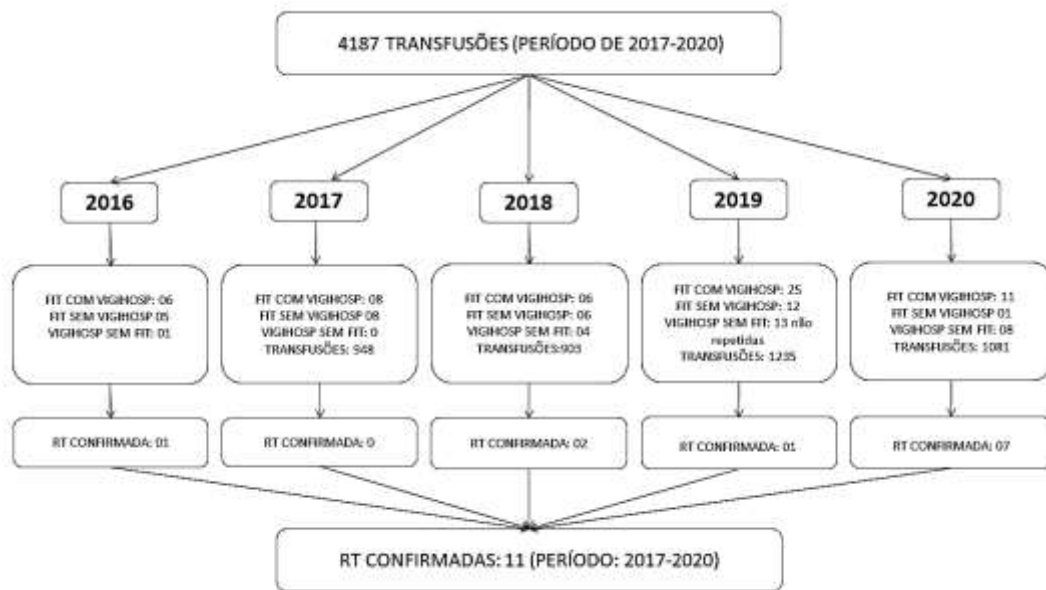 4187 TRANSFUSÕES (PERÍODO DE 2017-2020)
2016
2017
2018
2019
2020
FIT COM VIGIHOSP: 06
FIT SEM VIGIHOSP 05
VIGIHOSP SEM FIT: 01
FIT COM VIGIHOSP: 08
FIT SEM VIGIHOSP 08
VIGIHOSP SEM FIT: 0
TRANSFUSÕES: 948
FIT COM VIGIHOSP: 06
FIT SEM VIGIHOSP: 06
VIGIHOSP SEM FIT: 04
TRANSFUSÕES:903
FIT COM VIGIHOSP: 25
FIT SEM VIGIHOSP: 12
VIGIHOSP SEM FIT: 13 não
repetidas
TRANSFUSÕES: 1235
FIT COM VIGIHOSP: 11
FIT SEM VIGIHOSP: 01
VIGIHOSP SEM FIT: 08
TRANSFUSÕES: 1081
RT CONFIRMADA: 01
RT CONFIRMADA: 0
RT CONFIRMADA: 02
RT CONFIRMADA: 01
RT CONFIRMADA: 07
RT CONFIRMADAS: 11 (PERÍODO: 2017-2020)